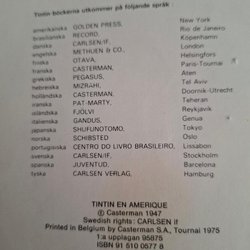 Tintin-böckerna utkommer på följande språk:
amerikanska GOLDEN PRESS, New York
brasilianska RECORD, Rio de Janeiro
danska CARLSEN-IF, Köpenhamn
engelska METHUEN & CO., London
finska OTAVA, Helsingfors
franska CASTERMAN, Paris-Tournai
grekiska PEGASUS, Aten
hebreiska MIZRAHI, Tel Aviv
holländska CASTERMAN, Doornik-Utrecht
iranska PAT-MARTY, Teheran
isländska FJÖLVI Reykjavik
italienska GANDUS, Genua
japanska SHUFUNOTOMO, Tokyo
norska SCHIBSTED Oslo
portugisiska CENTRO DO LIVRO BRASILEIRO, Lissabon
svenska CARLSEN-IF, Stockholm
spanska JUVENTUD, Barcelona
tyska CARLSEN VERLAG, Hamburg
TINTIN EN AMERIQUE
© Casterman 1947
Swedish rights: CARLSEN if
Printed in Belgium by Casterman S.A., Tournai 1975
1:a upplagan 95875
ISBN 91 510 0577 8